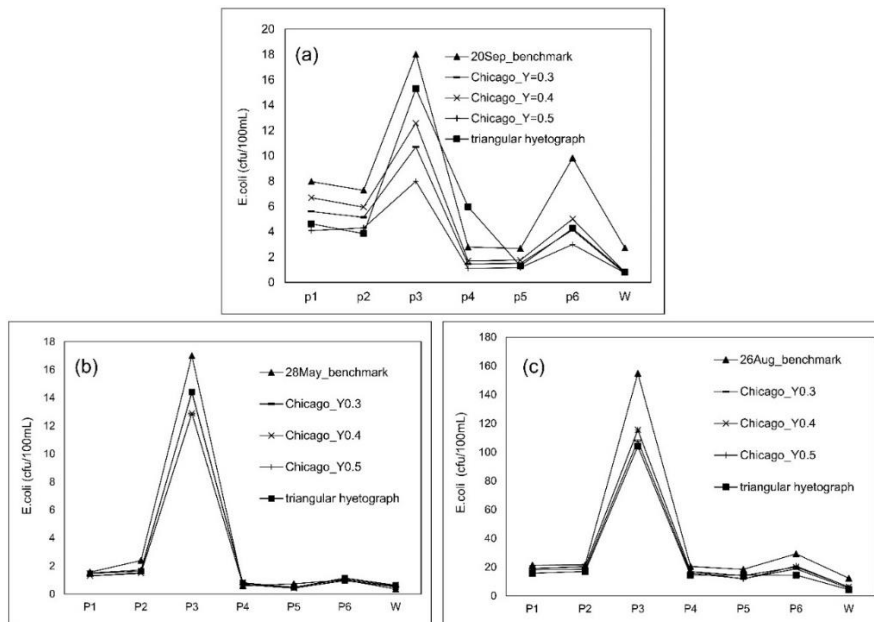 (a)
E.coli (cfu/100mL)
20
18
16
14
12
10
8
6
4
2
0
20Sep_benchmark
Chicago_Y=0.3
Chicago_Y=0.4
Chicago_Y=0.5
triangular hyetograph
p1 p2 p3 p4 p5 p6 W
(b)
E.coli (cfu/100mL)
18
16
14
12
10
8
6
4
2
0
28May_benchmark
Chicago_Y0.3
Chicago_Y0.4
Chicago_Y0.5
triangular hyetograph
P1 P2 P3 P4 P5 P6 W
(c)
E.coli (cfu/100mL)
180
160
140
120
100
80
60
40
20
0
26Aug_benchmark
Chicago_Y0.3
Chicago_Y0.4
Chicago_Y0.5
triangular hyetograph
P1 P2 P3 P4 P5 P6 W